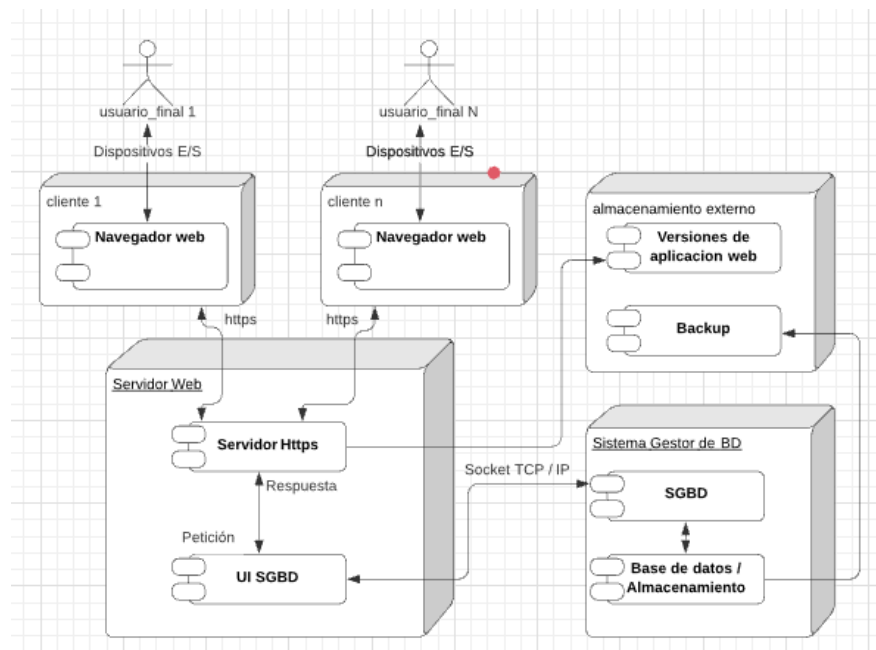 usuario_final 1
usuario_final N
Dispositivos E/S
Dispositivos E/S
cliente 1
Navegador web
cliente n
Navegador web
almacenamiento externo
Versiones de
aplicacion web
Backup
https
https
Servidor Web
Servidor Https
Respuesta
Petición
UI SGBD
Socket TCP / IP
Sistema Gestor de BD
SGBD
Base de datos /
Almacenamiento